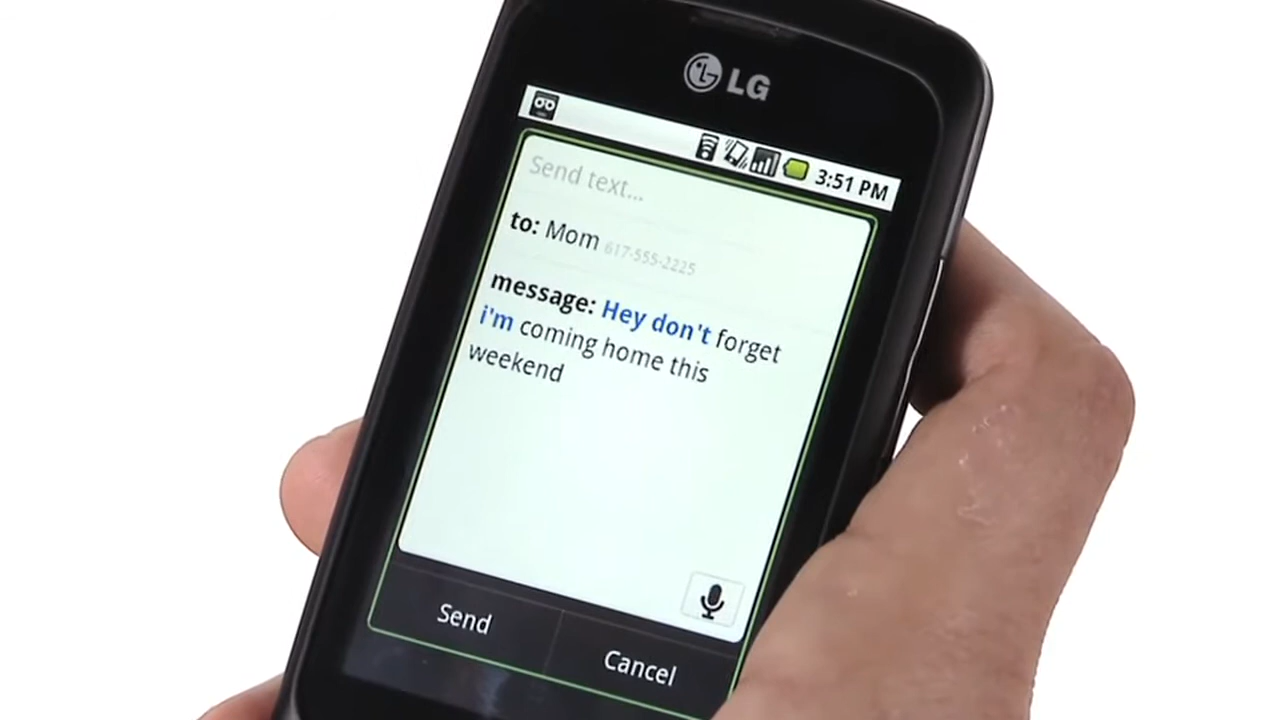 LG
3:51 PM
Send text...
to: Mom 617-555-2225
message: Hey don't forget
i'm coming home this
weekend
Send
Cancel